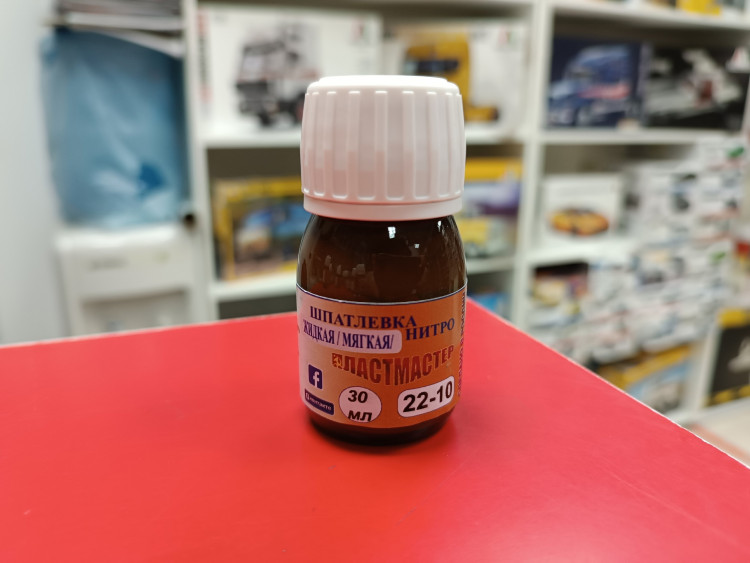 ШПАТЛЕВКА
ЖИДКАЯ / МЯГКАЯ/ НИТРО
ПЛАСТМАСТЕР
f
30 22-10
МЛ